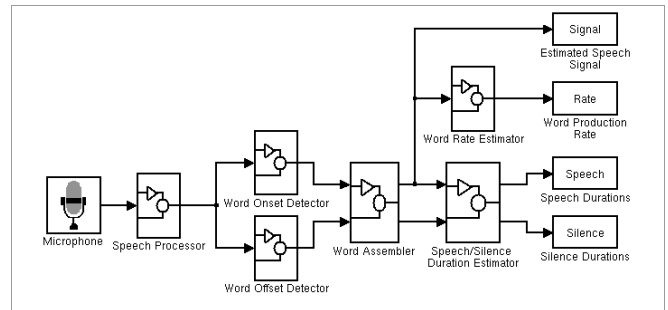 Signal
Estimated Speech
Signal
Rate
Word Rate Estimator
Word Production
Rate
Word Onset Detector
Speech
Speech Durations
Microphone
Speech Processor
Word Assembler
Speech/Silence
Duration Estimator
Silence
Silence Durations
Word Offset Detector